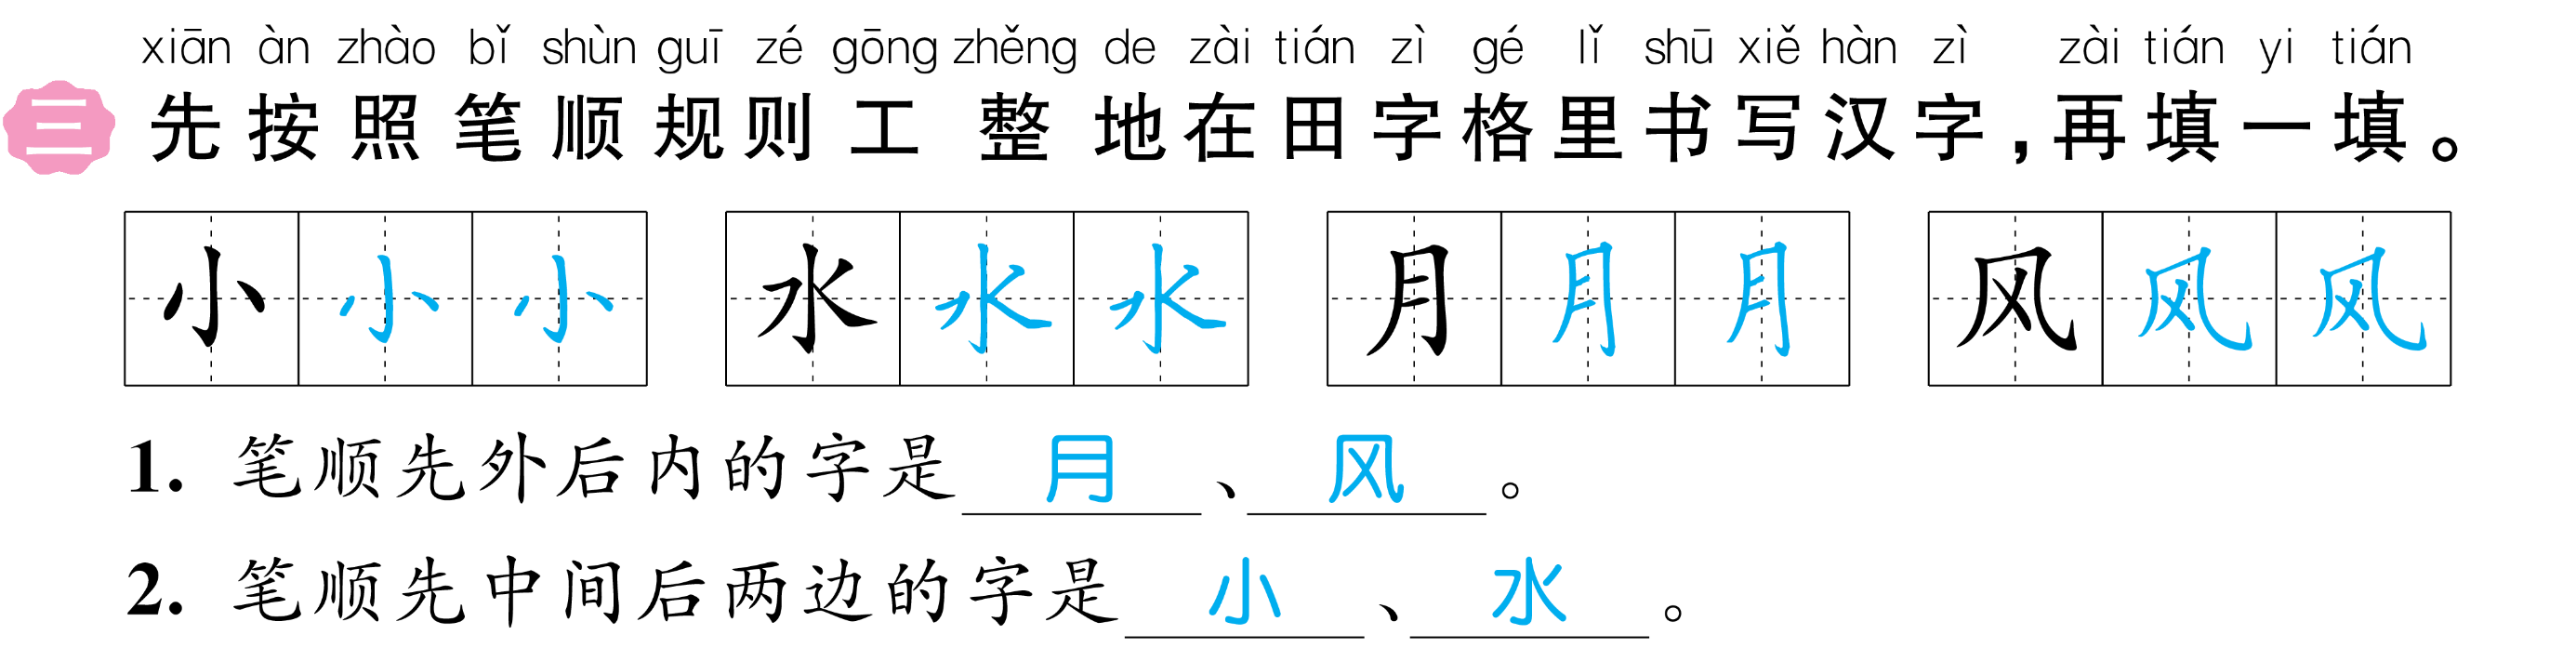 xiān àn zhào bǐ shùn guī zé gōng zhěng de zài tián zì gé lǐ shū xiě hàn zì zài tián yi tián
三 先按照笔顺规则工整地在田字格里书写汉字，再填一填。
小 小 小 水 水 水 月 月 月 风 风 风
1. 笔顺先外后内的字是 月 、 风 。
2. 笔顺先中间后两边的字是 小 、 水 。